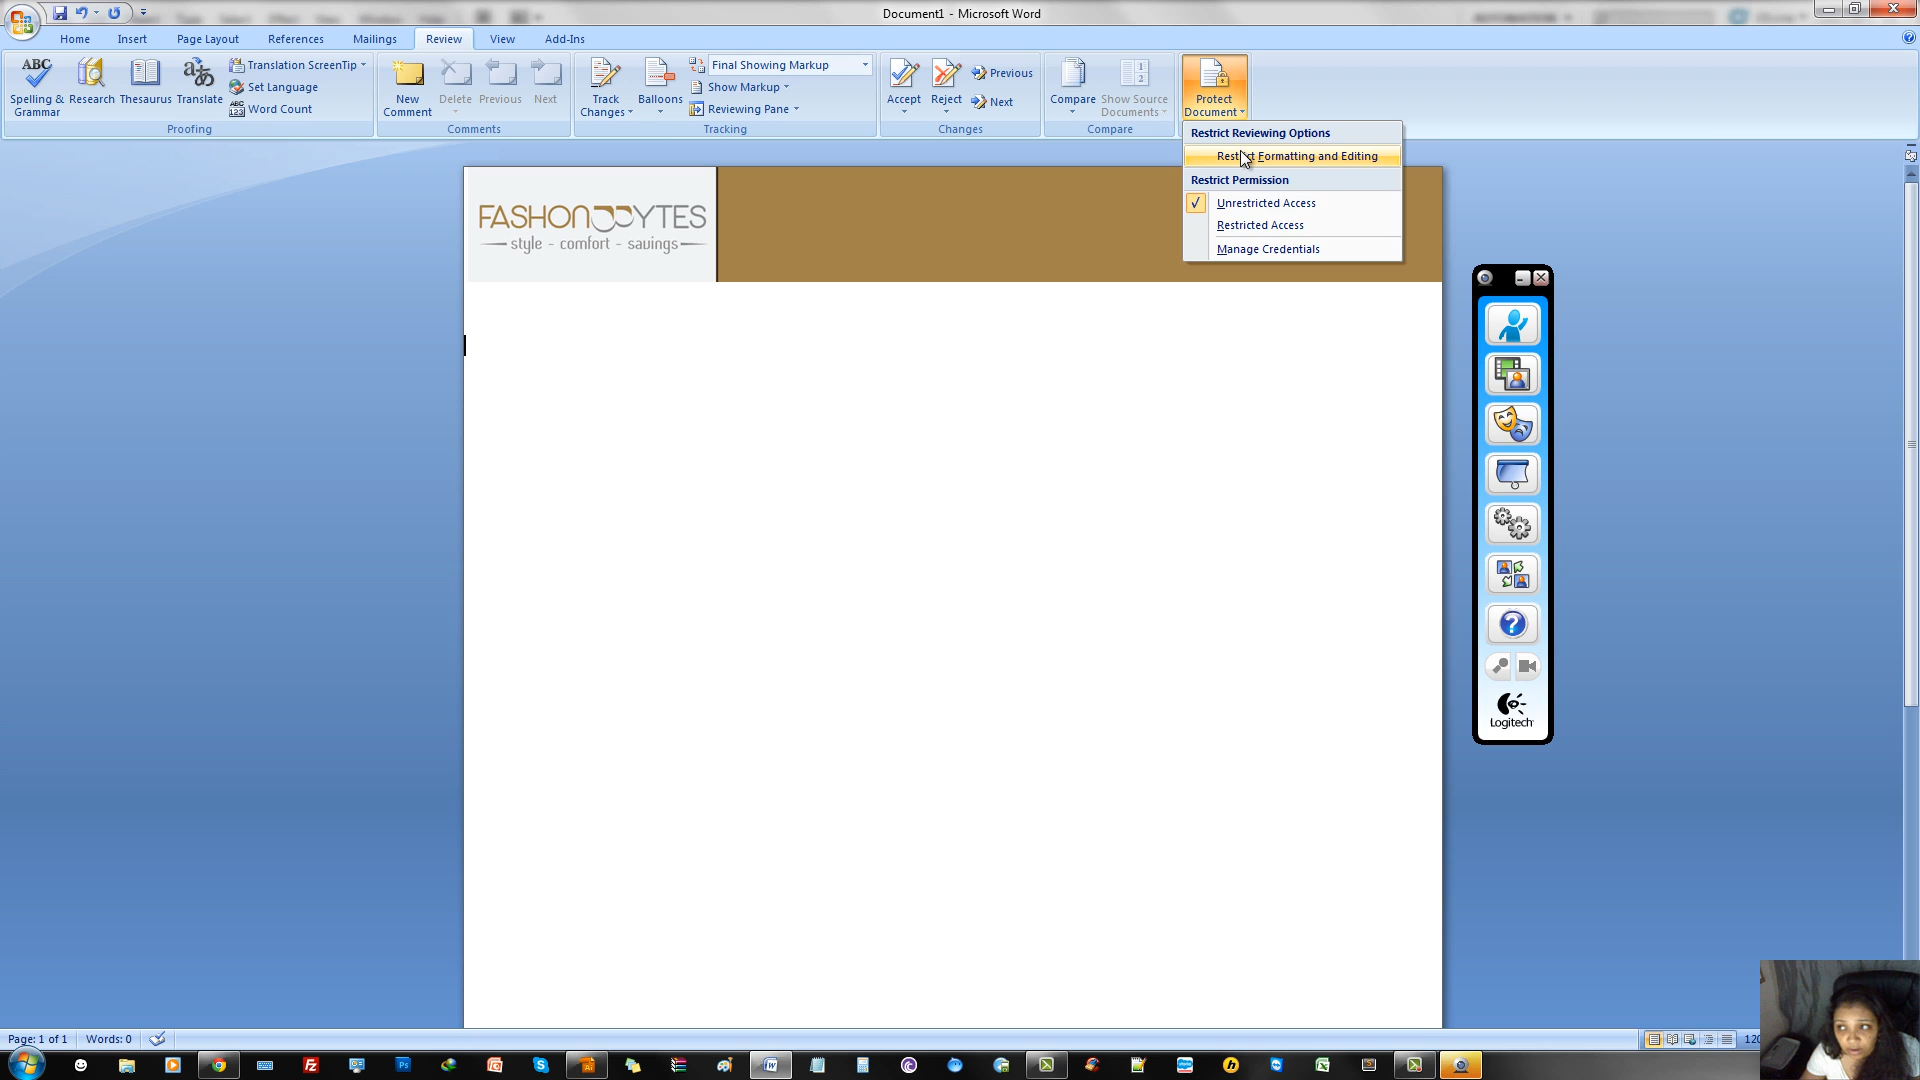 Document1 - Microsoft Word
Home Insert Page Layout References Mailings Review View Add-Ins
ABC
Spelling & Grammar
Research
Thesaurus
Translate
Translation ScreenTip
Set Language
ABC
123
Word Count
Proofing
New Comment
Delete
Previous
Next
Comments
Track Changes
Balloons
Final Showing Markup
Show Markup
Reviewing Pane
Tracking
Accept
Reject
Previous
Next
Changes
Compare
Show Source Documents
Compare
Protect Document
Restrict Reviewing Options
Restrict Formatting and Editing
Restrict Permission
Unrestricted Access
Restricted Access
Manage Credentials
FASHONBYTES
style - comfort - savings
Logitech
Page: 1 of 1 Words: 0
120